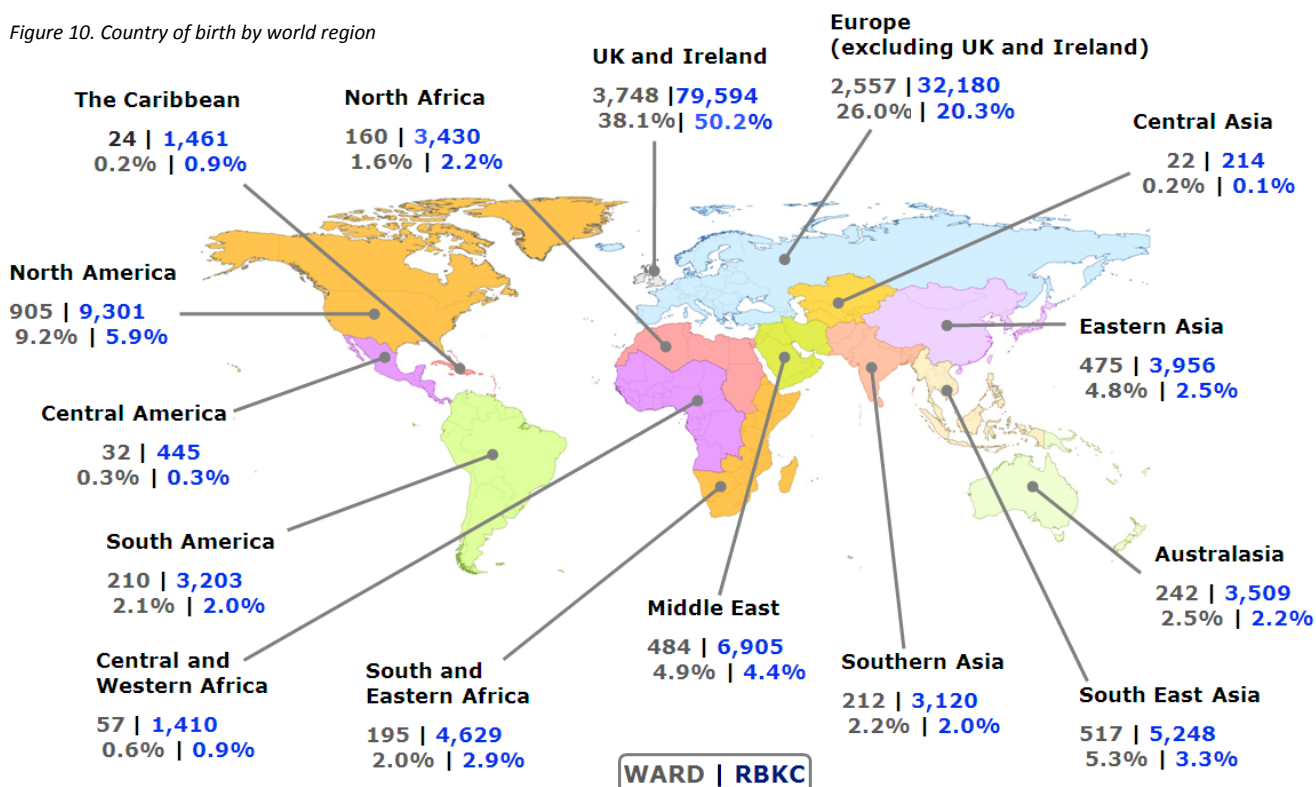 Figure 10. Country of birth by world region
Europe
(excluding UK and Ireland)
2,557 | 32,180
26.0% | 20.3%
UK and Ireland
3,748 | 79,594
38.1% | 50.2%
The Caribbean
24 | 1,461
0.2% | 0.9%
North Africa
160 | 3,430
1.6% | 2.2%
Central Asia
22 | 214
0.2% | 0.1%
North America
905 | 9,301
9.2% | 5.9%
Eastern Asia
475 | 3,956
4.8% | 2.5%
Central America
32 | 445
0.3% | 0.3%
South America
210 | 3,203
2.1% | 2.0%
Australasia
242 | 3,509
2.5% | 2.2%
Central and
Western Africa
57 | 1,410
0.6% | 0.9%
South and
Eastern Africa
195 | 4,629
2.0% | 2.9%
Middle East
484 | 6,905
4.9% | 4.4%
Southern Asia
212 | 3,120
2.2% | 2.0%
South East Asia
517 | 5,248
5.3% | 3.3%
WARD | RBKC